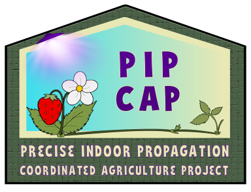 PIP
CAP
PRECISE INDOOR PROPAGATION
COORDINATED AGRICULTURE PROJECT